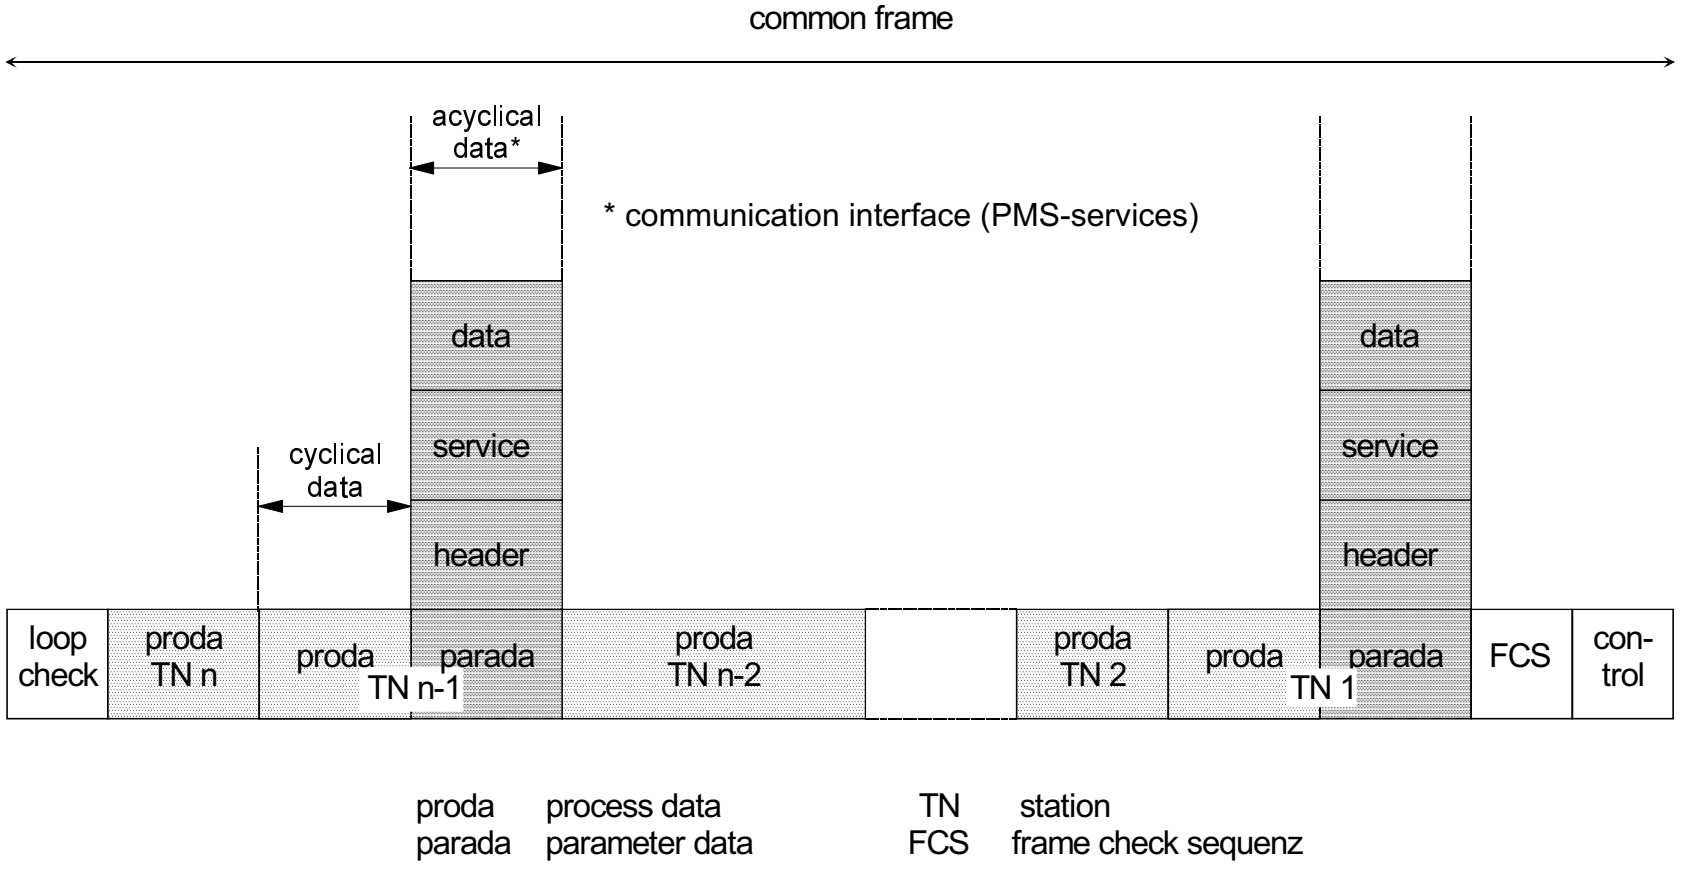 common frame
acyclical
data*
* communication interface (PMS-services)
data
data
cyclical
data
service
service
header
header
loop
check
proda
TN n
proda
parada
TN n-1
proda
TN n-2
proda
TN 2
proda
parada
TN 1
FCS
con-
trol
proda process data
parada parameter data
TN station
FCS frame check sequenz